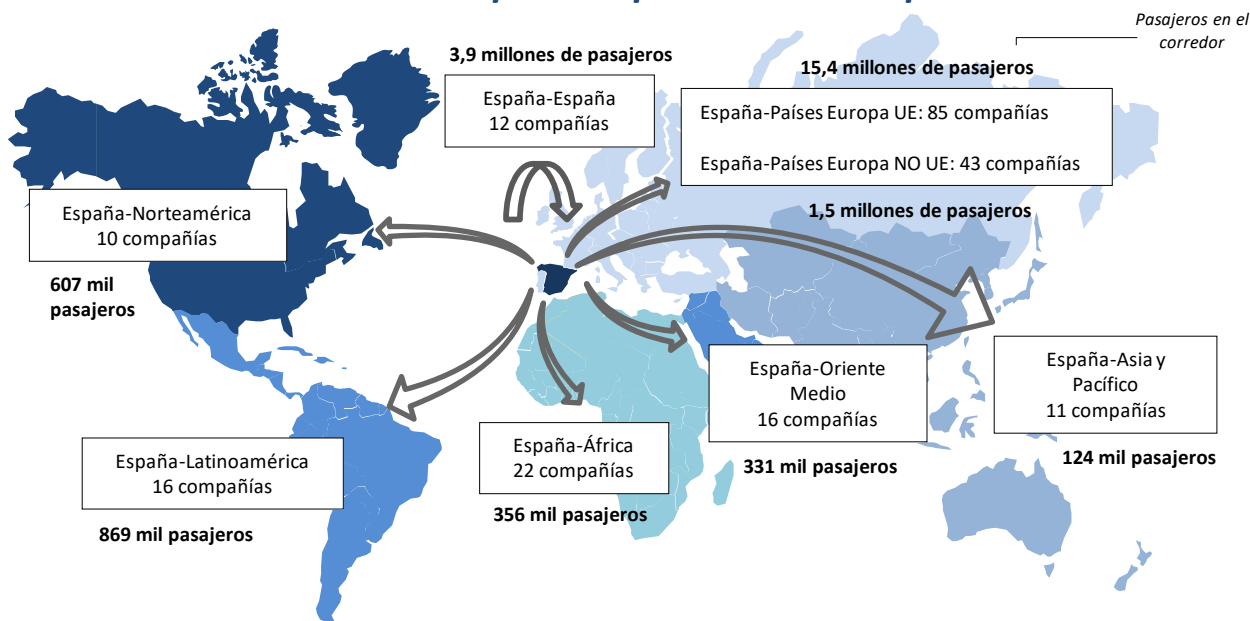 Pasajeros en el
corredor
3,9 millones de pasajeros
España-España
12 compañías
15,4 millones de pasajeros
España-Países Europa UE: 85 compañías
España-Países Europa NO UE: 43 compañías
1,5 millones de pasajeros
España-Norteamérica
10 compañías
607 mil
pasajeros
España-Oriente
Medio
16 compañías
331 mil pasajeros
España-Asia y
Pacífico
11 compañías
124 mil pasajeros
España-Latinoamérica
16 compañías
869 mil pasajeros
España-África
22 compañías
356 mil pasajeros